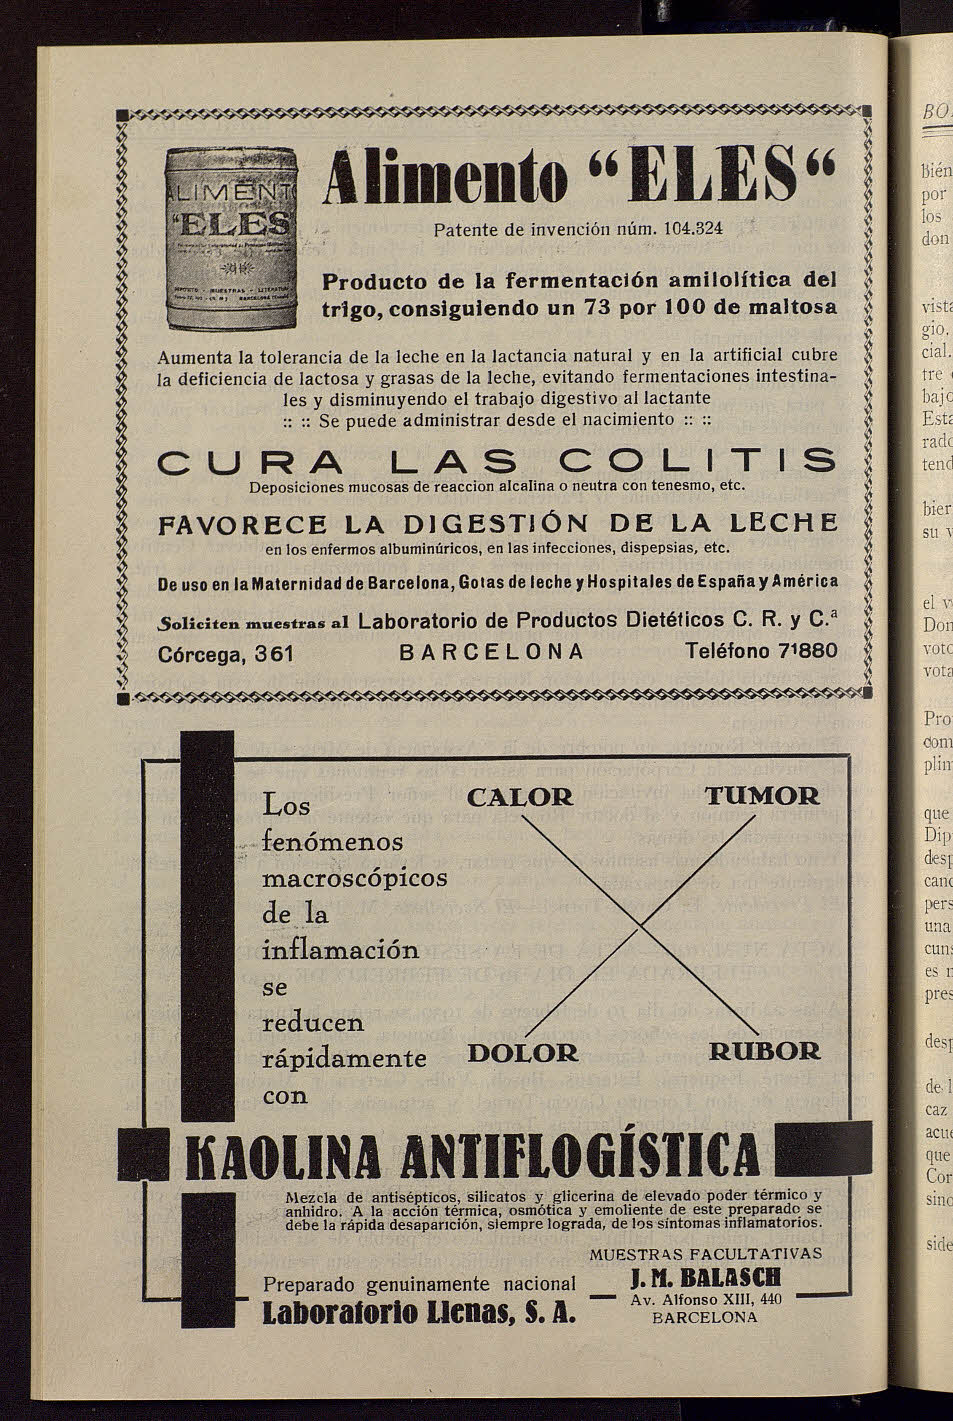 ALIMENTO
"ELES"
Alimento "ELES"
Patente de invención núm. 104.324
Producto de la fermentación amilolítica del
trigo, consiguiendo un 73 por 100 de maltosa
Aumenta la tolerancia de la leche en la lactancia natural y en la artificial cubre
la deficiencia de lactosa y grasas de la leche, evitando fermentaciones intestina-
les y disminuyendo el trabajo digestivo al lactante
:: :: Se puede administrar desde el nacimiento :: ::
CURA LAS COLITIS
Deposiciones mucosas de reaccion alcalina o neutra con tenesmo, etc.
FAVORECE LA DIGESTIÓN DE LA LECHE
en los enfermos albuminúricos, en las infecciones, dispepsias, etc.
De uso en la Maternidad de Barcelona, Gotas de leche y Hospitales de España y América
Soliciten muestras al Laboratorio de Productos Dietéticos C. R. y C.ª
Córcega, 361 BARCELONA Teléfono 71880
Los
fenómenos
macroscópicos
de la
inflamación
se
reducen
rápidamente
con
CALOR TUMOR
DOLOR RUBOR
KAOLINA ANTIFLOGÍSTICA
Mezcla de antisépticos, silicatos y glicerina de elevado poder térmico y
anhidro. A la acción térmica, osmótica y emoliente de este preparado se
debe la rápida desaparición, siempre lograda, de los síntomas inflamatorios.
Preparado genuinamente nacional
Laboratorio Llenas, S. A.
MUESTRAS FACULTATIVAS
J. M. BALASCH
Av. Alfonso XIII, 440
BARCELONA